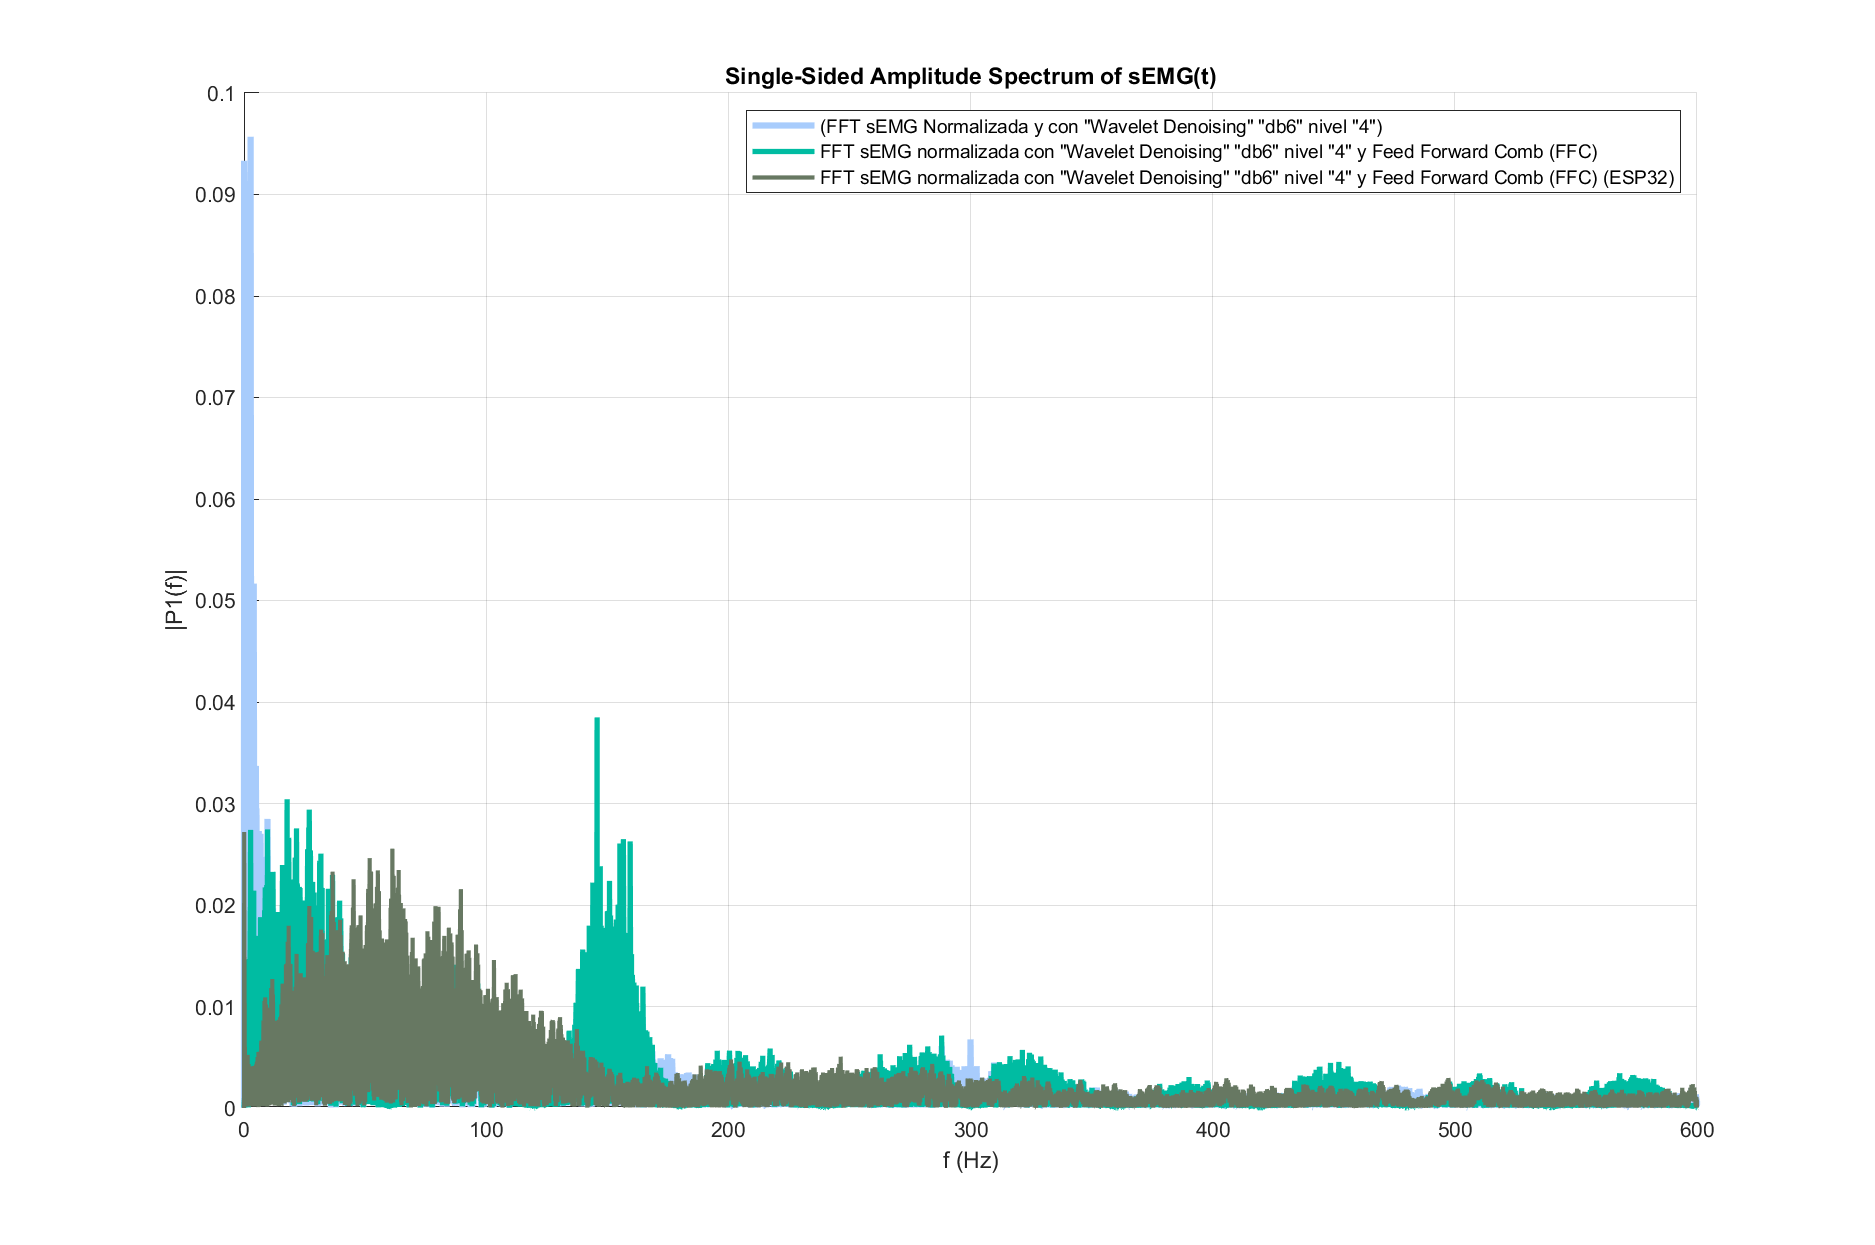 Single-Sided Amplitude Spectrum of sEMG(t)
(FFT sEMG Normalizada y con "Wavelet Denoising" "db6" nivel "4")
FFT sEMG normalizada con "Wavelet Denoising" "db6" nivel "4" y Feed Forward Comb (FFC)
FFT sEMG normalizada con "Wavelet Denoising" "db6" nivel "4" y Feed Forward Comb (FFC) (ESP32)
|P1(f)|
0.1
0.09
0.08
0.07
0.06
0.05
0.04
0.03
0.02
0.01
0
0 100 200 300 400 500 600
f (Hz)